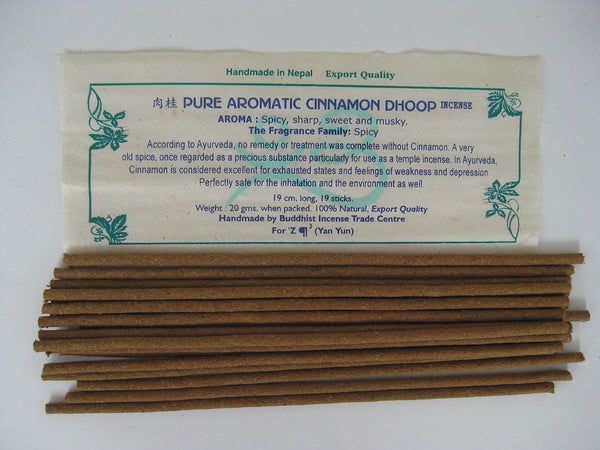 Handmade in Nepal Export Quality
肉桂 PURE AROMATIC CINNAMON DHOOP INCENSE
AROMA : Spicy, sharp, sweet and musky.
The Fragrance Family: Spicy
According to Ayurveda, no remedy or treatment was complete without Cinnamon. A very
old spice, once regarded as a precious substance particularly for use as a temple incense. In Ayurveda,
Cinnamon is considered excellent for exhausted states and feelings of weakness and depression
Perfectly safe for the inhalation and the environment as well.
19 cm. long, 19 sticks.
Weight : 20 gms. when packed. 100% Natural, Export Quality
Handmade by Buddhist Incense Trade Centre
For 'Z ¶³ (Yan Yun)